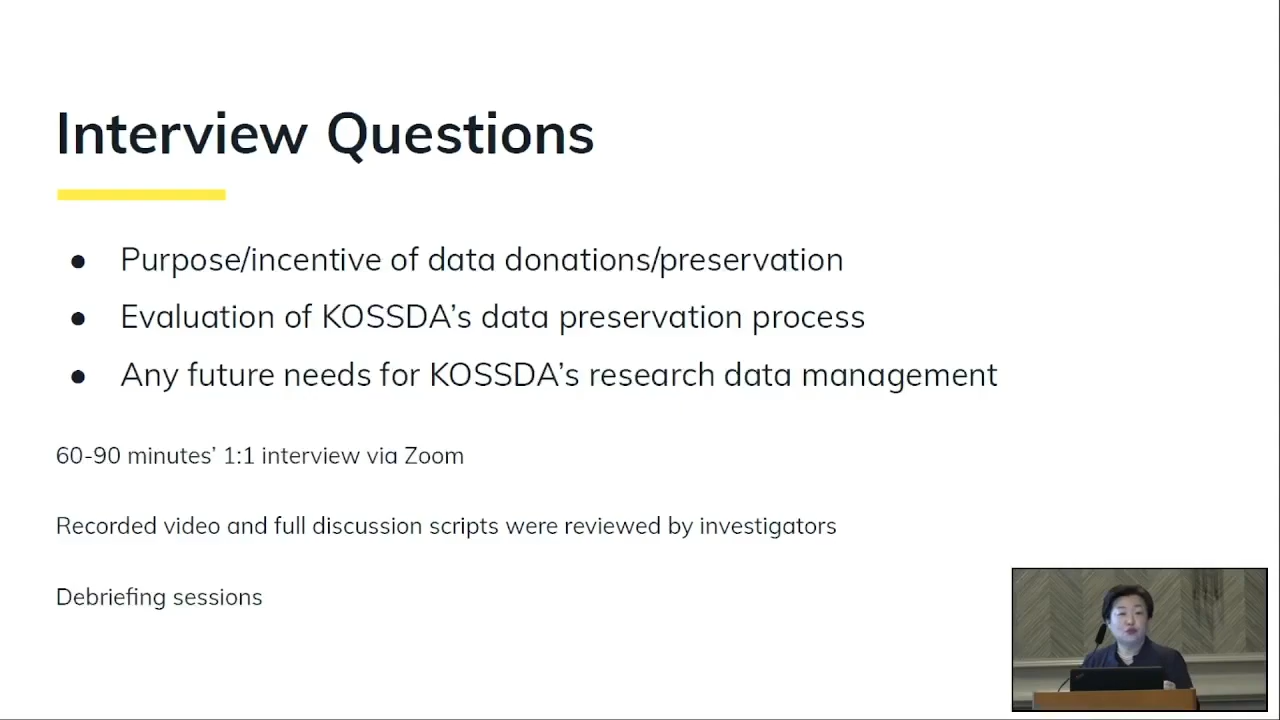 Interview Questions
● Purpose/incentive of data donations/preservation
● Evaluation of KOSSDA’s data preservation process
● Any future needs for KOSSDA’s research data management
60-90 minutes’ 1:1 interview via Zoom
Recorded video and full discussion scripts were reviewed by investigators
Debriefing sessions